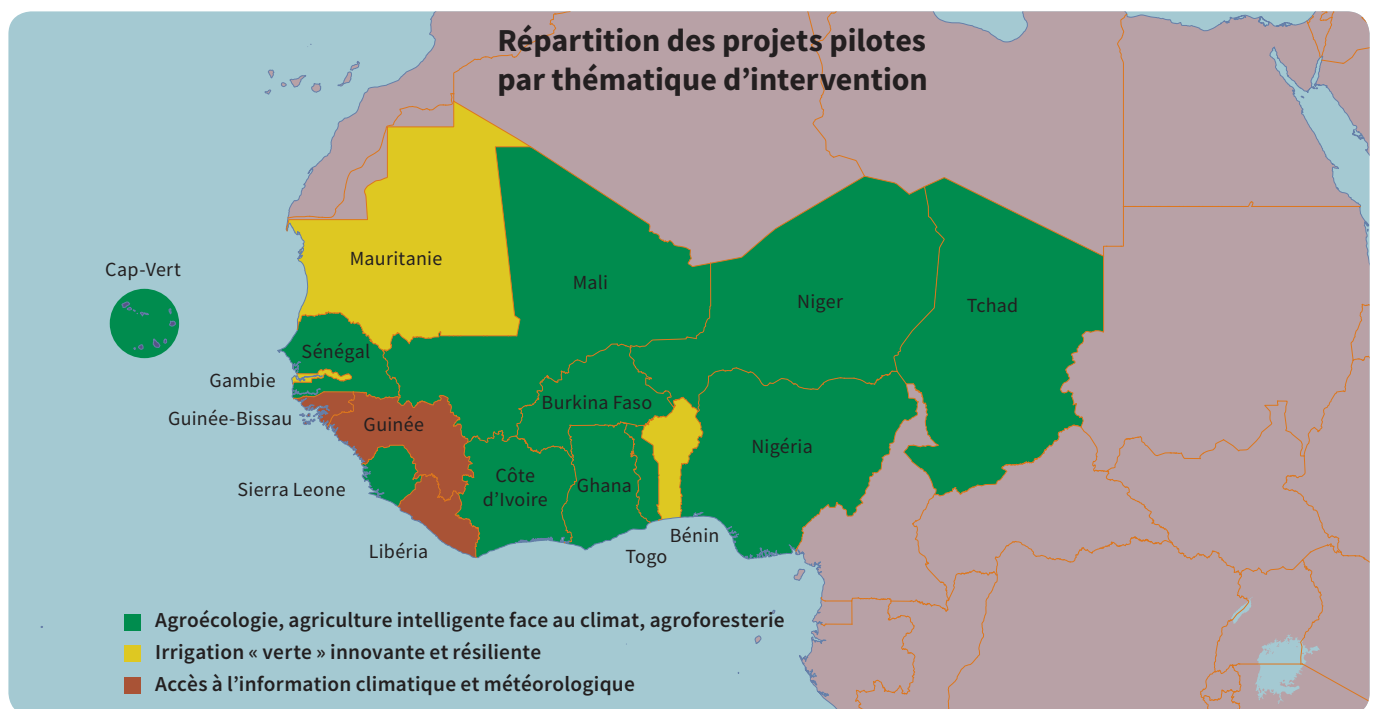 Répartition des projets pilotes
par thématique d’intervention
Mauritanie
Cap-Vert
Mali
Niger
Tchad
Sénégal
Gambie
Burkina Faso
Guinée-Bissau
Guinée
Nigéria
Côte
d’Ivoire
Ghana
Sierra Leone
Bénin
Libéria
Togo
Agroécologie, agriculture intelligente face au climat, agroforesterie
Irrigation « verte » innovante et résiliente
Accès à l’information climatique et météorologique